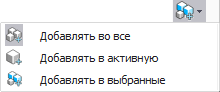 Добавлять во все
Добавлять в активную
Добавлять в выбранные